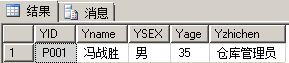 结果 消息
YID Yname YSEX Yage Yzhichen
1 P001 冯战胜 男 35 仓库管理员